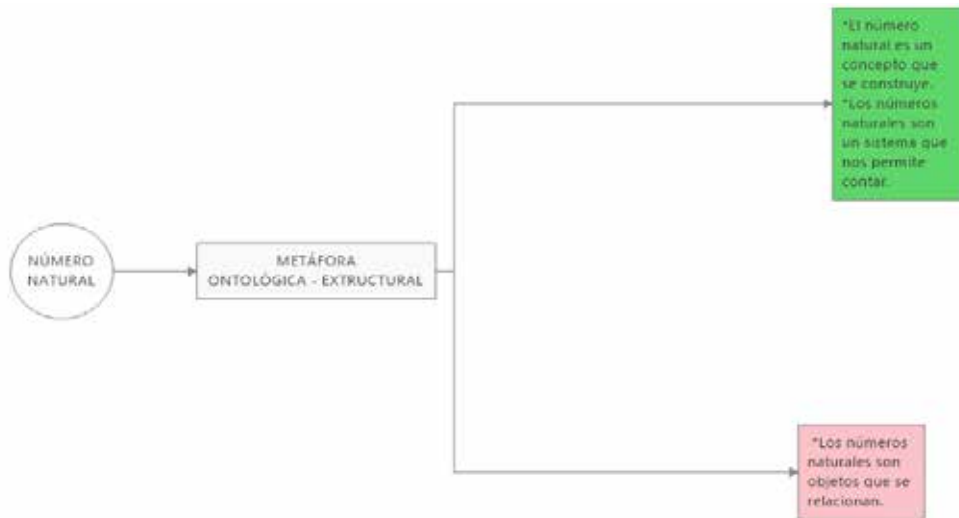 *El número
natural es un
concepto que
se construye.
*Los números
naturales son
un sistema que
nos permite
contar.
NÚMERO
NATURAL
METÁFORA
ONTOLÓGICA - EXTRUCTURAL
*Los números
naturales son
objetos que se
relacionan.